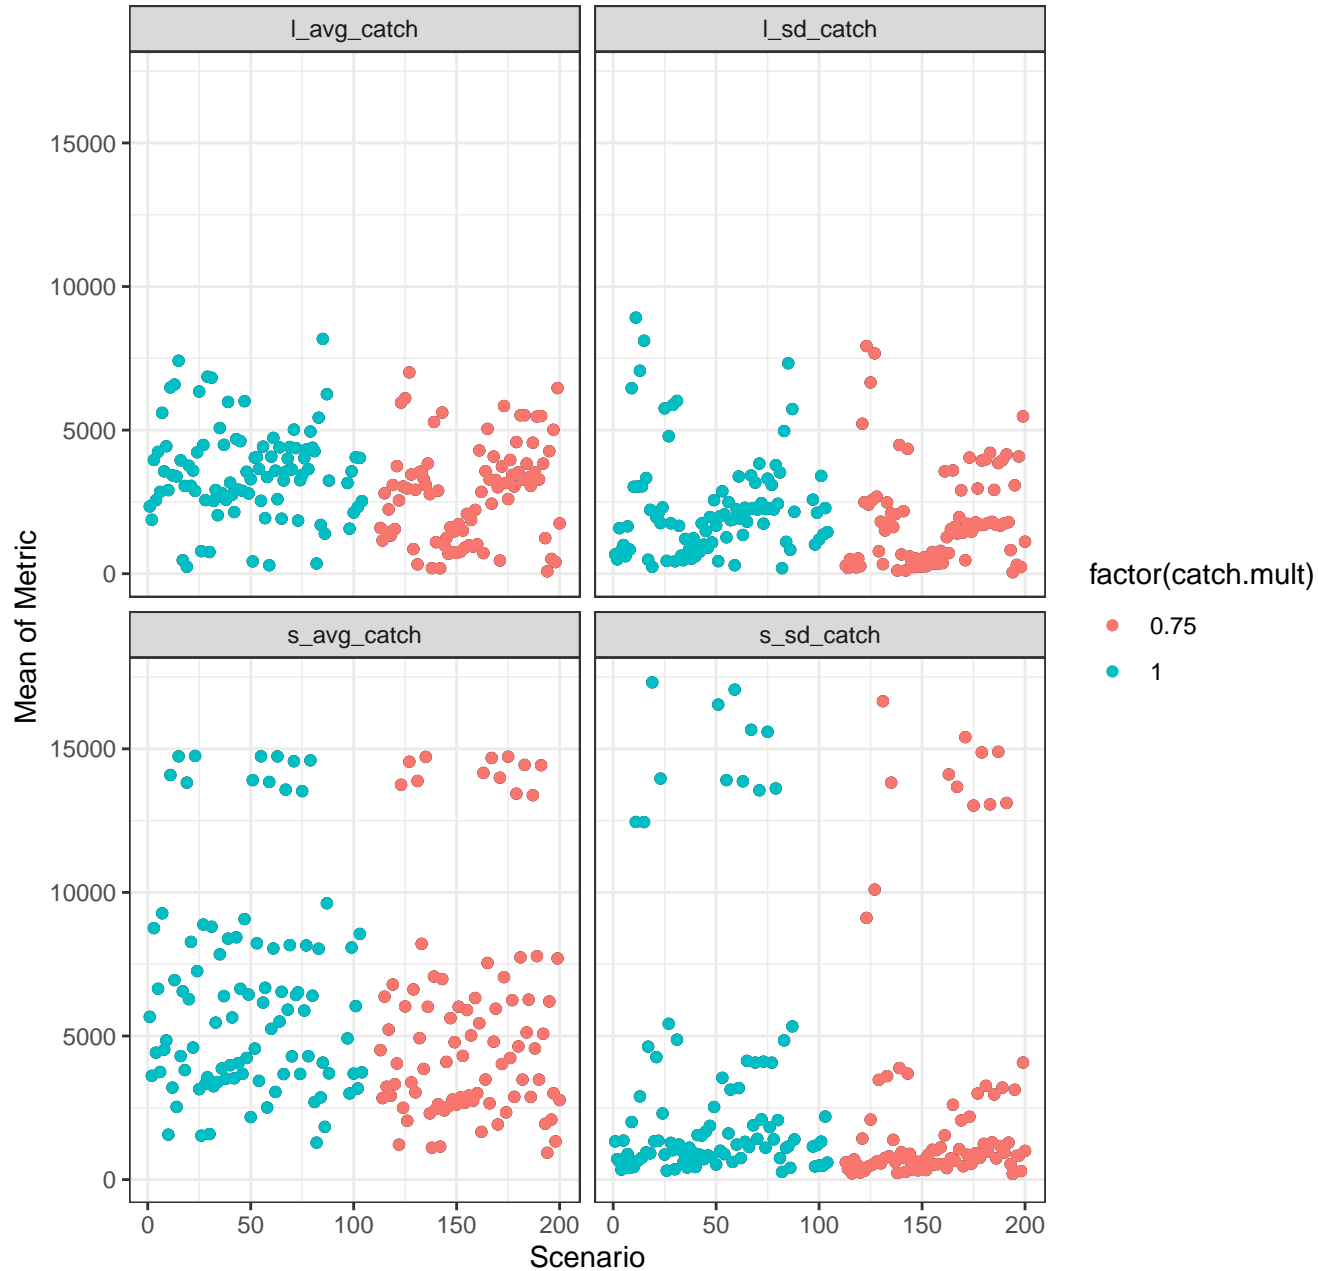 l_avg_catch
l_sd_catch
15000
10000
5000
0
s_avg_catch
s_sd_catch
15000
10000
5000
0
0
50
100
150
200
0
50
100
150
200
Mean of Metric
Scenario
factor(catch.mult)
0.75
1